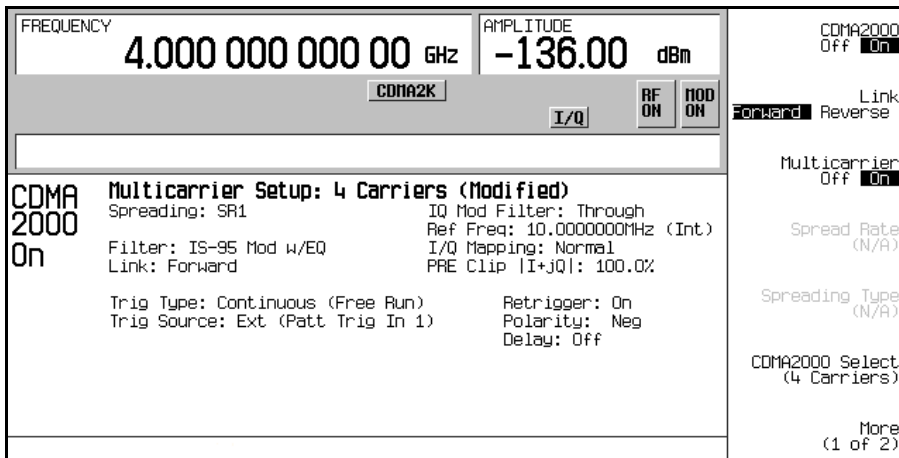 FREQUENCY
4.000 000 000 00 GHz
AMPLITUDE
-136.00 dBm
CDMA2K
I/Q
RF ON
MOD ON
CDMA 2000 On
Multicarrier Setup: 4 Carriers (Modified)
Spreading: SR1
IQ Mod Filter: Through
Ref Freq: 10.0000000MHz (Int)
Filter: IS-95 Mod w/EQ
I/Q Mapping: Normal
Link: Forward
PRE Clip |I+jQ|: 100.0%
Trig Type: Continuous (Free Run)
Retrigger: On
Trig Source: Ext (Patt Trig In 1)
Polarity: Neg
Delay: Off
CDMA2000
Off On
Link
Forward Reverse
Multicarrier
Off On
Spread Rate
(N/A)
Spreading Type
(N/A)
CDMA2000 Select
(4 Carriers)
More
(1 of 2)